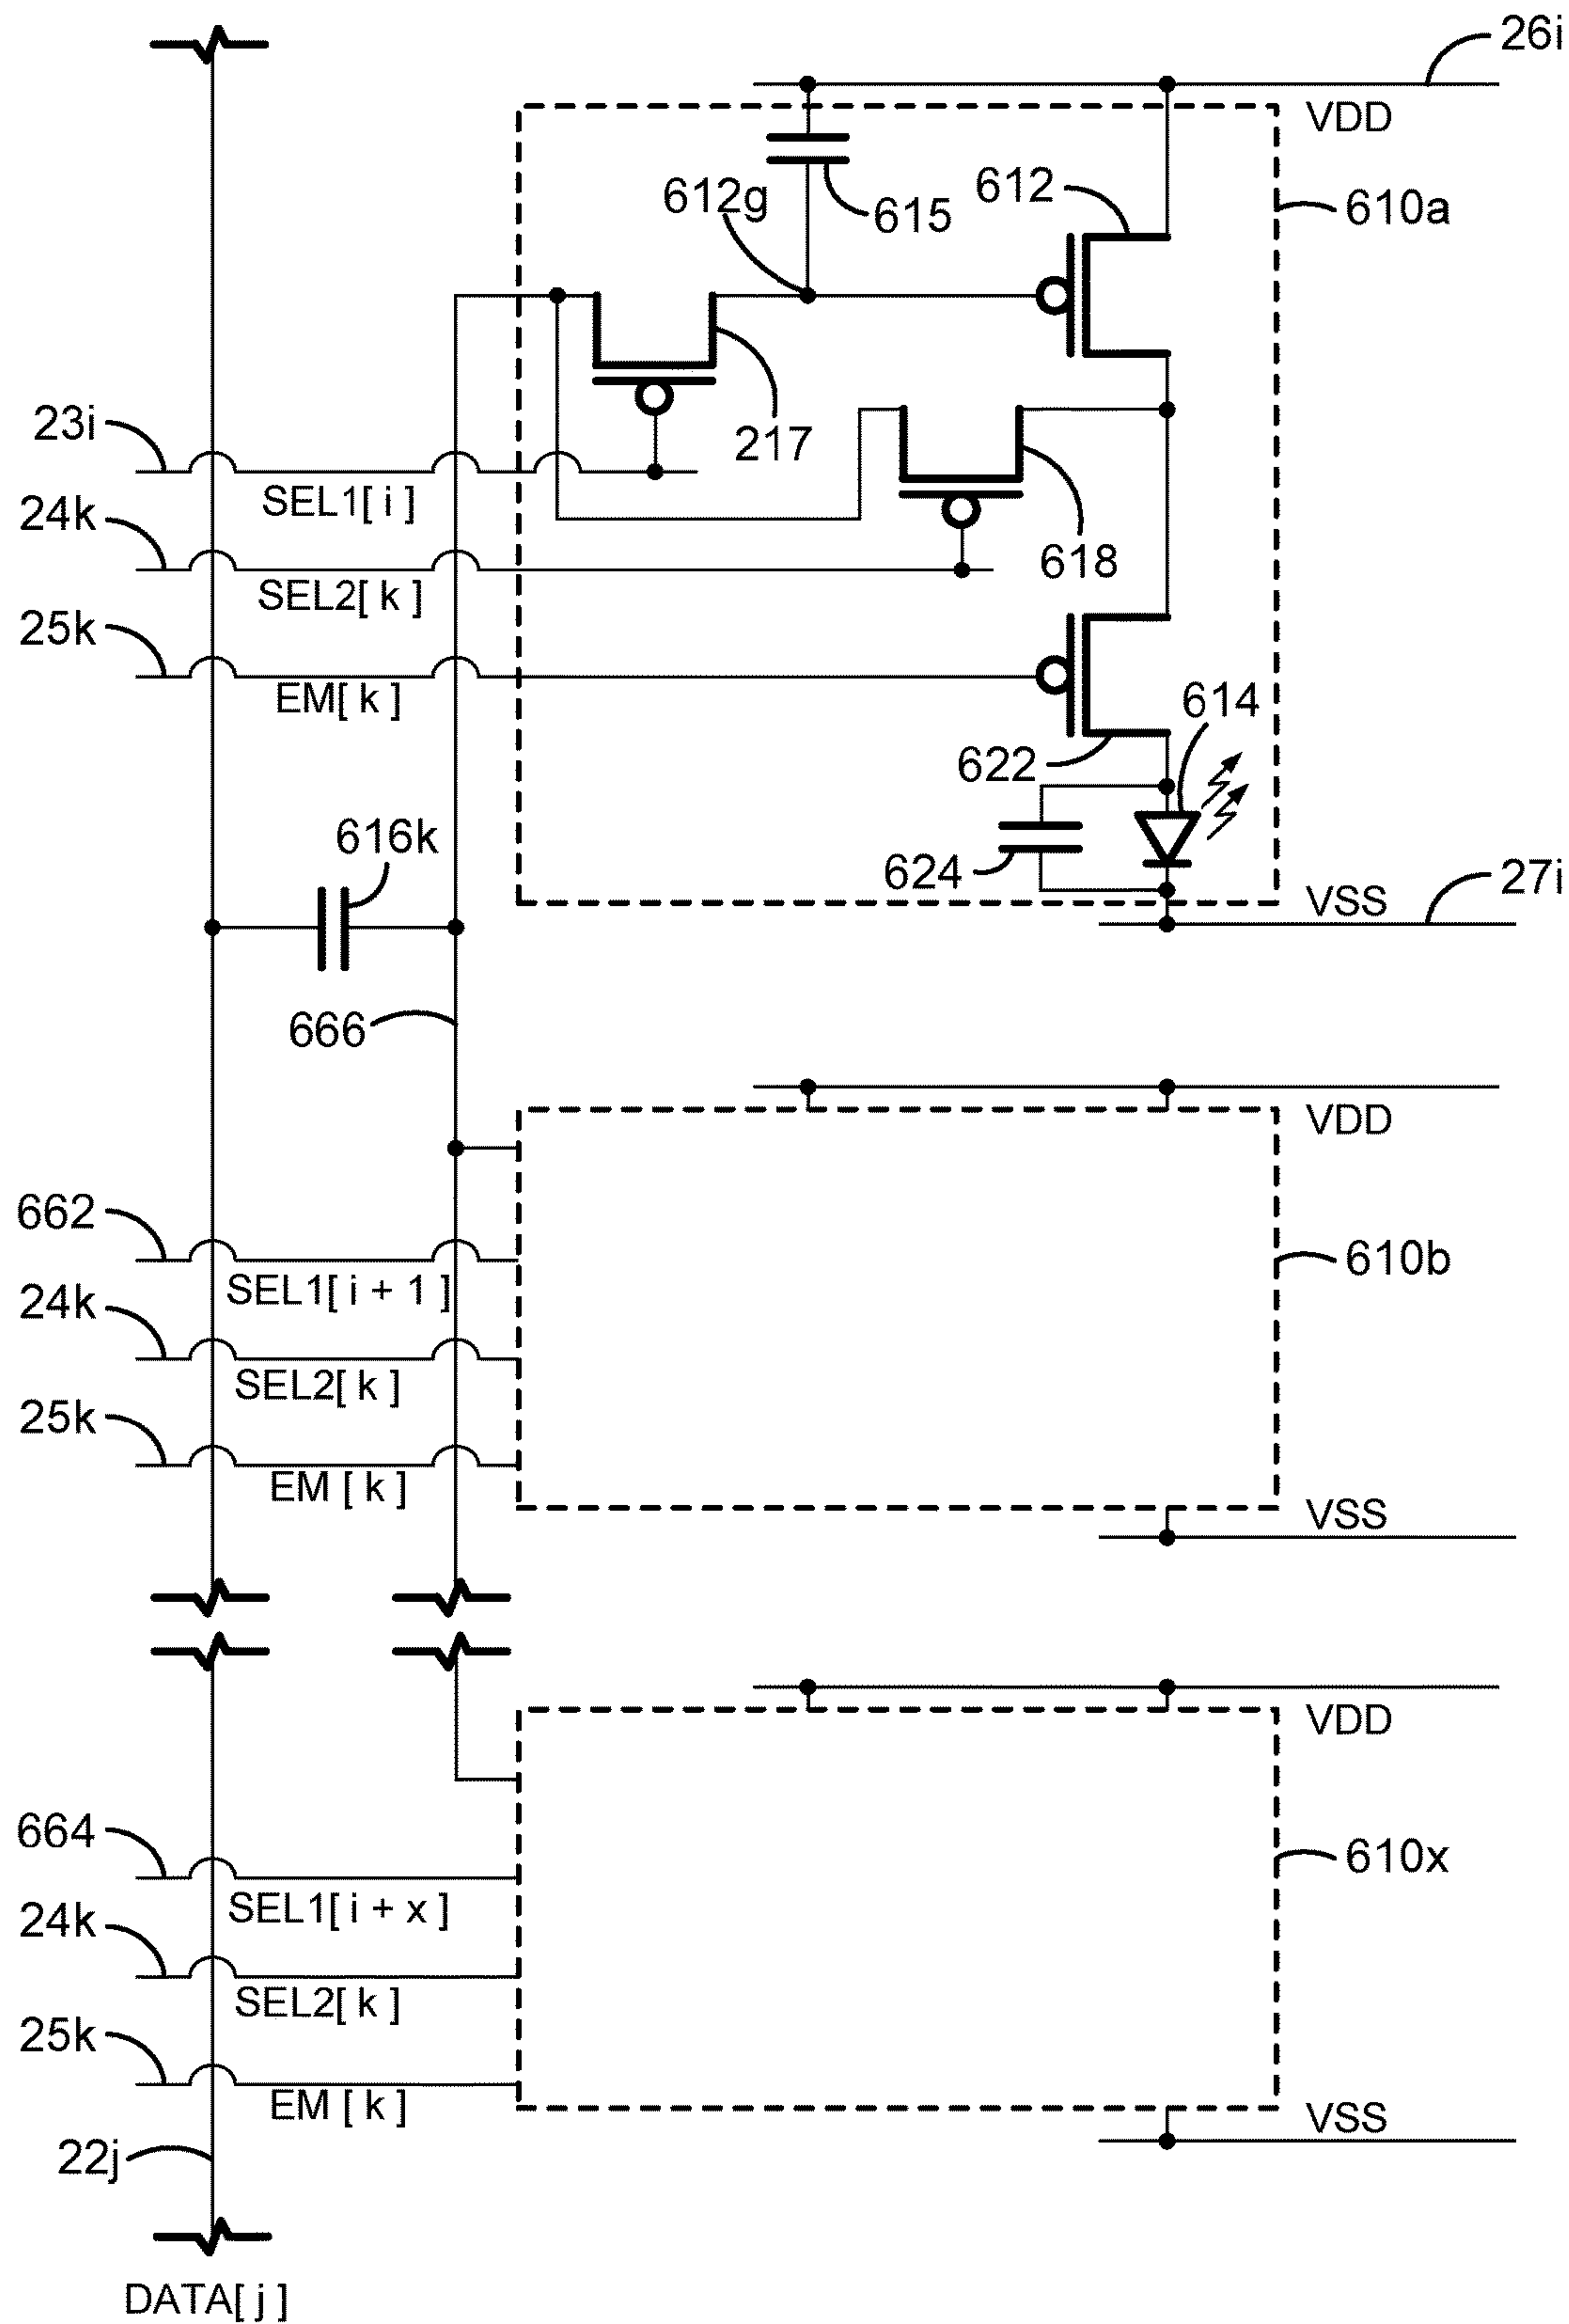 26i
VDD
612
612g
615
610a
23i
217
SEL1[ i ]
24k
618
SEL2[ k ]
25k
614
EM[ k ]
622
616k
624
27i
VSS
666
VDD
662
610b
SEL1[ i + 1 ]
24k
SEL2[ k ]
25k
EM [ k ]
VSS
VDD
664
610x
SEL1[ i + x ]
24k
SEL2[ k ]
25k
EM [ k ]
VSS
22j
DATA[ j ]